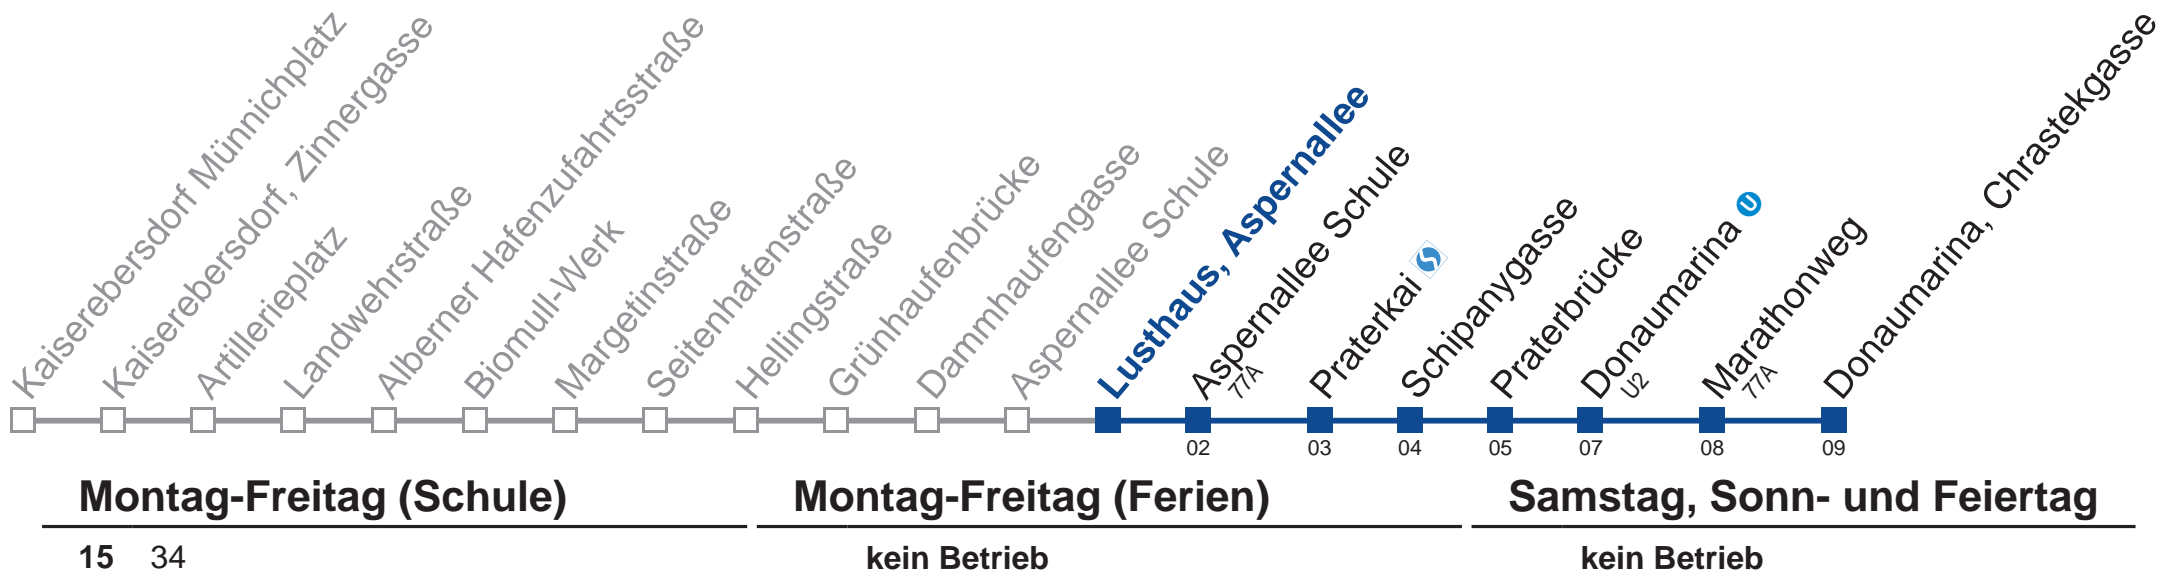 Kaiserebersdorf Münnichplatz
Kaiserebersdorf, Zinnergasse
Artillerieplatz
Landwehrstraße
Alberner Hafenzufahrtsstraße
Biomull-Werk
Margetinstraße
Seitenhafenstraße
Hellingstraße
Grünhaufenbrücke
Dammhaufengasse
Aspernallee Schule
Lusthaus, Aspernallee
Aspernallee Schule
77A
Praterkai
Schipanygasse
Praterbrücke
Donaumarina U
U2
Marathonweg
77A
Donaumarina, Chrastekgasse
02 03 04 05 07 08 09
Montag-Freitag (Schule) Montag-Freitag (Ferien) Samstag, Sonn- und Feiertag
15 34 kein Betrieb kein Betrieb